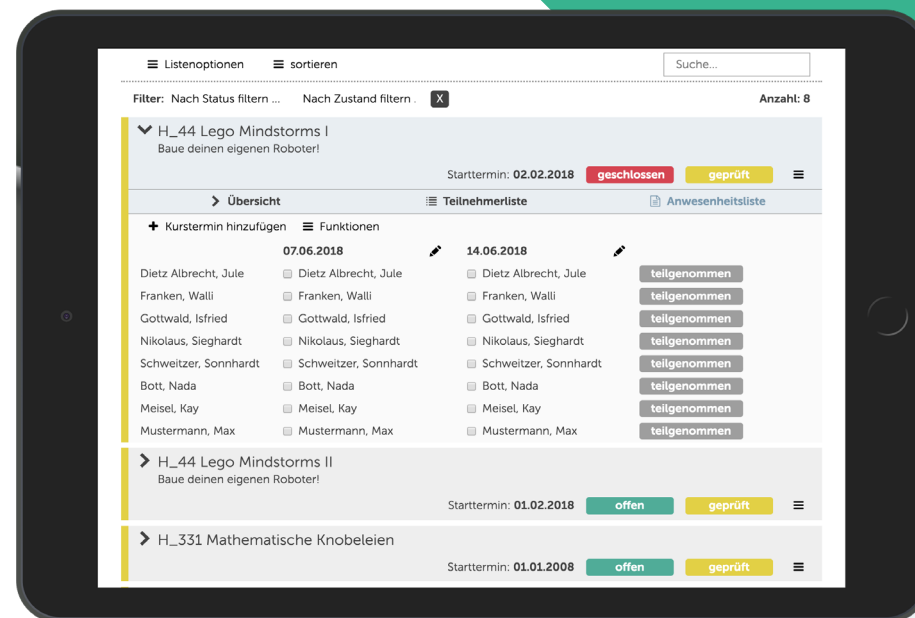 Listenoptionen sortieren Suche...
Filter: Nach Status filtern ... Nach Zustand filtern . X Anzahl: 8
H_44 Lego Mindstorms I
Baue deinen eigenen Roboter!
Starttermin: 02.02.2018 geschlossen geprüft
Übersicht Teilnehmerliste Anwesenheitsliste
Kurstermin hinzufügen Funktionen
07.06.2018 14.06.2018
Dietz Albrecht, Jule Dietz Albrecht, Jule Dietz Albrecht, Jule teilgenommen
Franken, Walli Franken, Walli Franken, Walli teilgenommen
Gottwald, Isfried Gottwald, Isfried Gottwald, Isfried teilgenommen
Nikolaus, Sieghardt Nikolaus, Sieghardt Nikolaus, Sieghardt teilgenommen
Schweitzer, Sonnhardt Schweitzer, Sonnhardt Schweitzer, Sonnhardt teilgenommen
Bott, Nada Bott, Nada Bott, Nada teilgenommen
Meisel, Kay Meisel, Kay Meisel, Kay teilgenommen
Mustermann, Max Mustermann, Max Mustermann, Max teilgenommen
H_44 Lego Mindstorms II
Baue deinen eigenen Roboter!
Starttermin: 01.02.2018 offen geprüft
H_331 Mathematische Knobeleien
Starttermin: 01.01.2008 offen geprüft